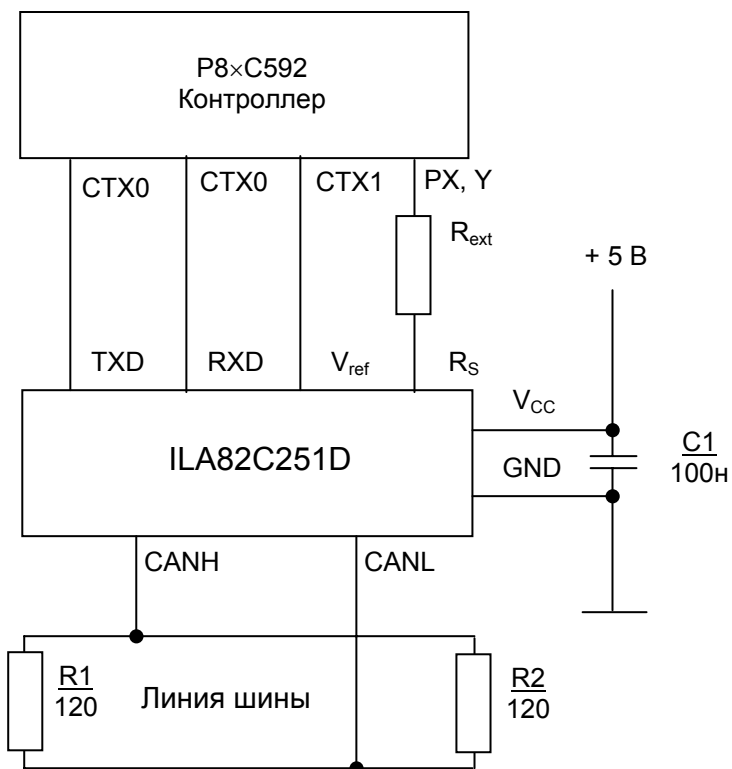 P8×C592
Контроллер
CTX0
CTX0
CTX1
PX, Y
Rext
+ 5 В
TXD
RXD
Vref
RS
VCC
ILA82C251D
GND
C1
100н
CANH
CANL
R1
120
Линия шины
R2
120